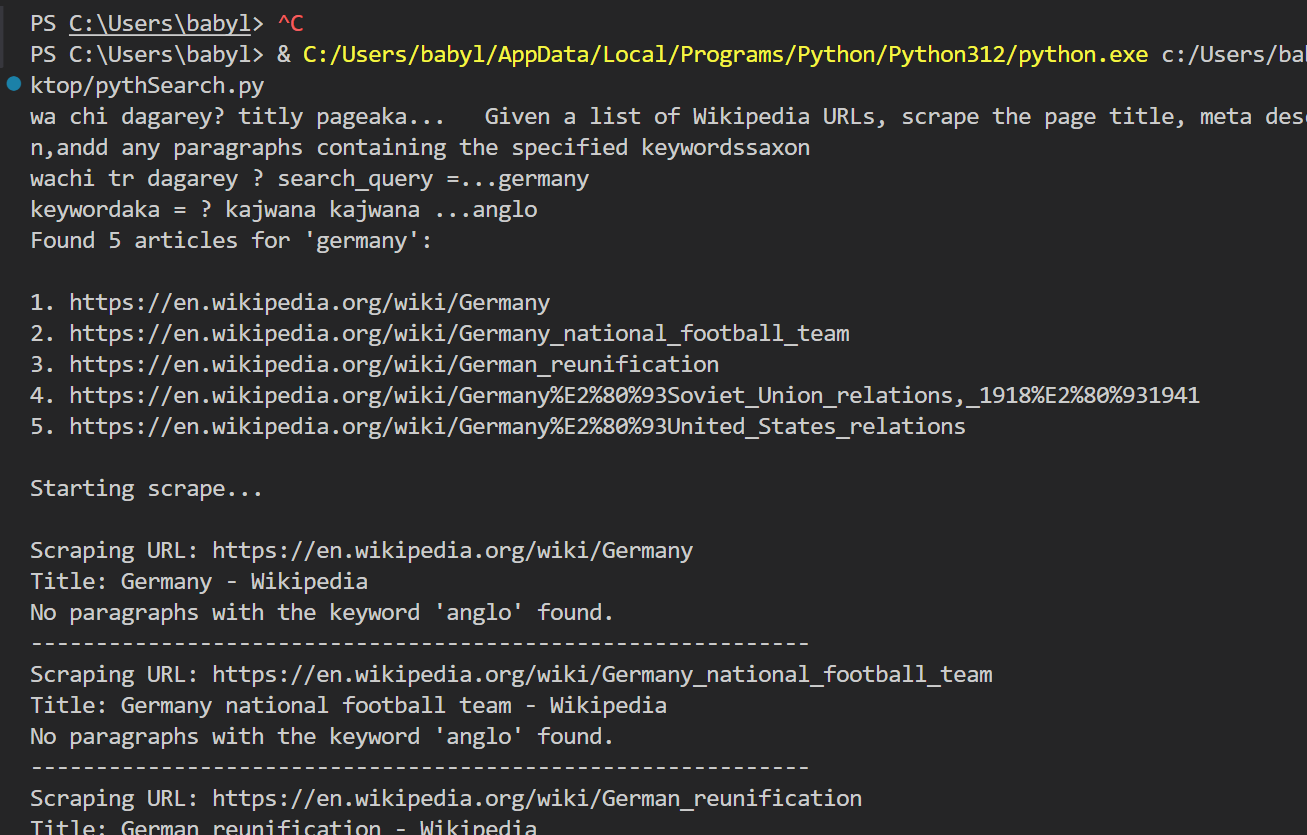 PS C:\Users\babyl> ^C
PS C:\Users\babyl> & C:/Users/babyl/AppData/Local/Programs/Python/Python312/python.exe c:/Users/bab
ktop/pythSearch.py
wa chi dagarey? titly pageaka...   Given a list of Wikipedia URLs, scrape the page title, meta des
n,andd any paragraphs containing the specified keywordssaxon
wachi tr dagarey ? search_query =...germany
keywordaka = ? kajwana kajwana ...anglo
Found 5 articles for 'germany':
1. https://en.wikipedia.org/wiki/Germany
2. https://en.wikipedia.org/wiki/Germany_national_football_team
3. https://en.wikipedia.org/wiki/German_reunification
4. https://en.wikipedia.org/wiki/Germany%E2%80%93Soviet_Union_relations,_1918%E2%80%931941
5. https://en.wikipedia.org/wiki/Germany%E2%80%93United_States_relations
Starting scrape...
Scraping URL: https://en.wikipedia.org/wiki/Germany
Title: Germany - Wikipedia
No paragraphs with the keyword 'anglo' found.
------------------------------------------------------------
Scraping URL: https://en.wikipedia.org/wiki/Germany_national_football_team
Title: Germany national football team - Wikipedia
No paragraphs with the keyword 'anglo' found.
------------------------------------------------------------
Scraping URL: https://en.wikipedia.org/wiki/German_reunification
Title: German reunification - Wikipedia